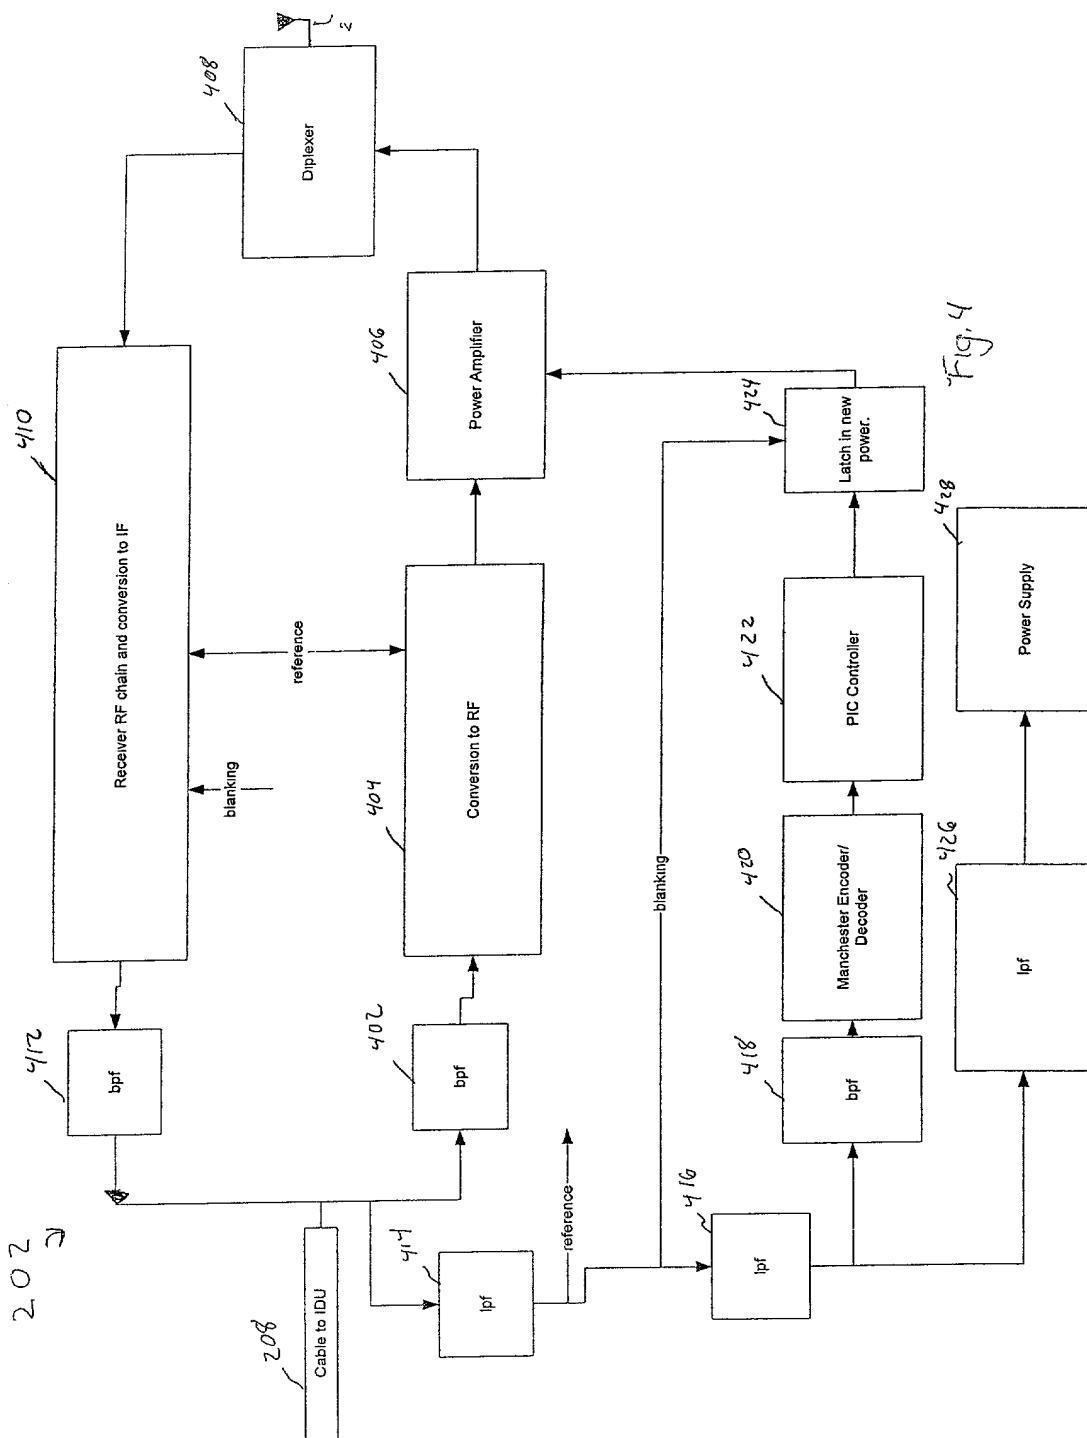 202
208
Cable to IDU
412
bpf
410
Receiver RF chain and conversion to IF
blanking
reference
408
Diplexer
2
402
bpf
404
Conversion to RF
406
Power Amplifier
414
lpf
reference
blanking
416
lpf
418
bpf
420
Manchester Encoder/
Decoder
422
PIC Controller
424
Latch in new
power.
426
lpf
428
Power Supply
Fig. 4